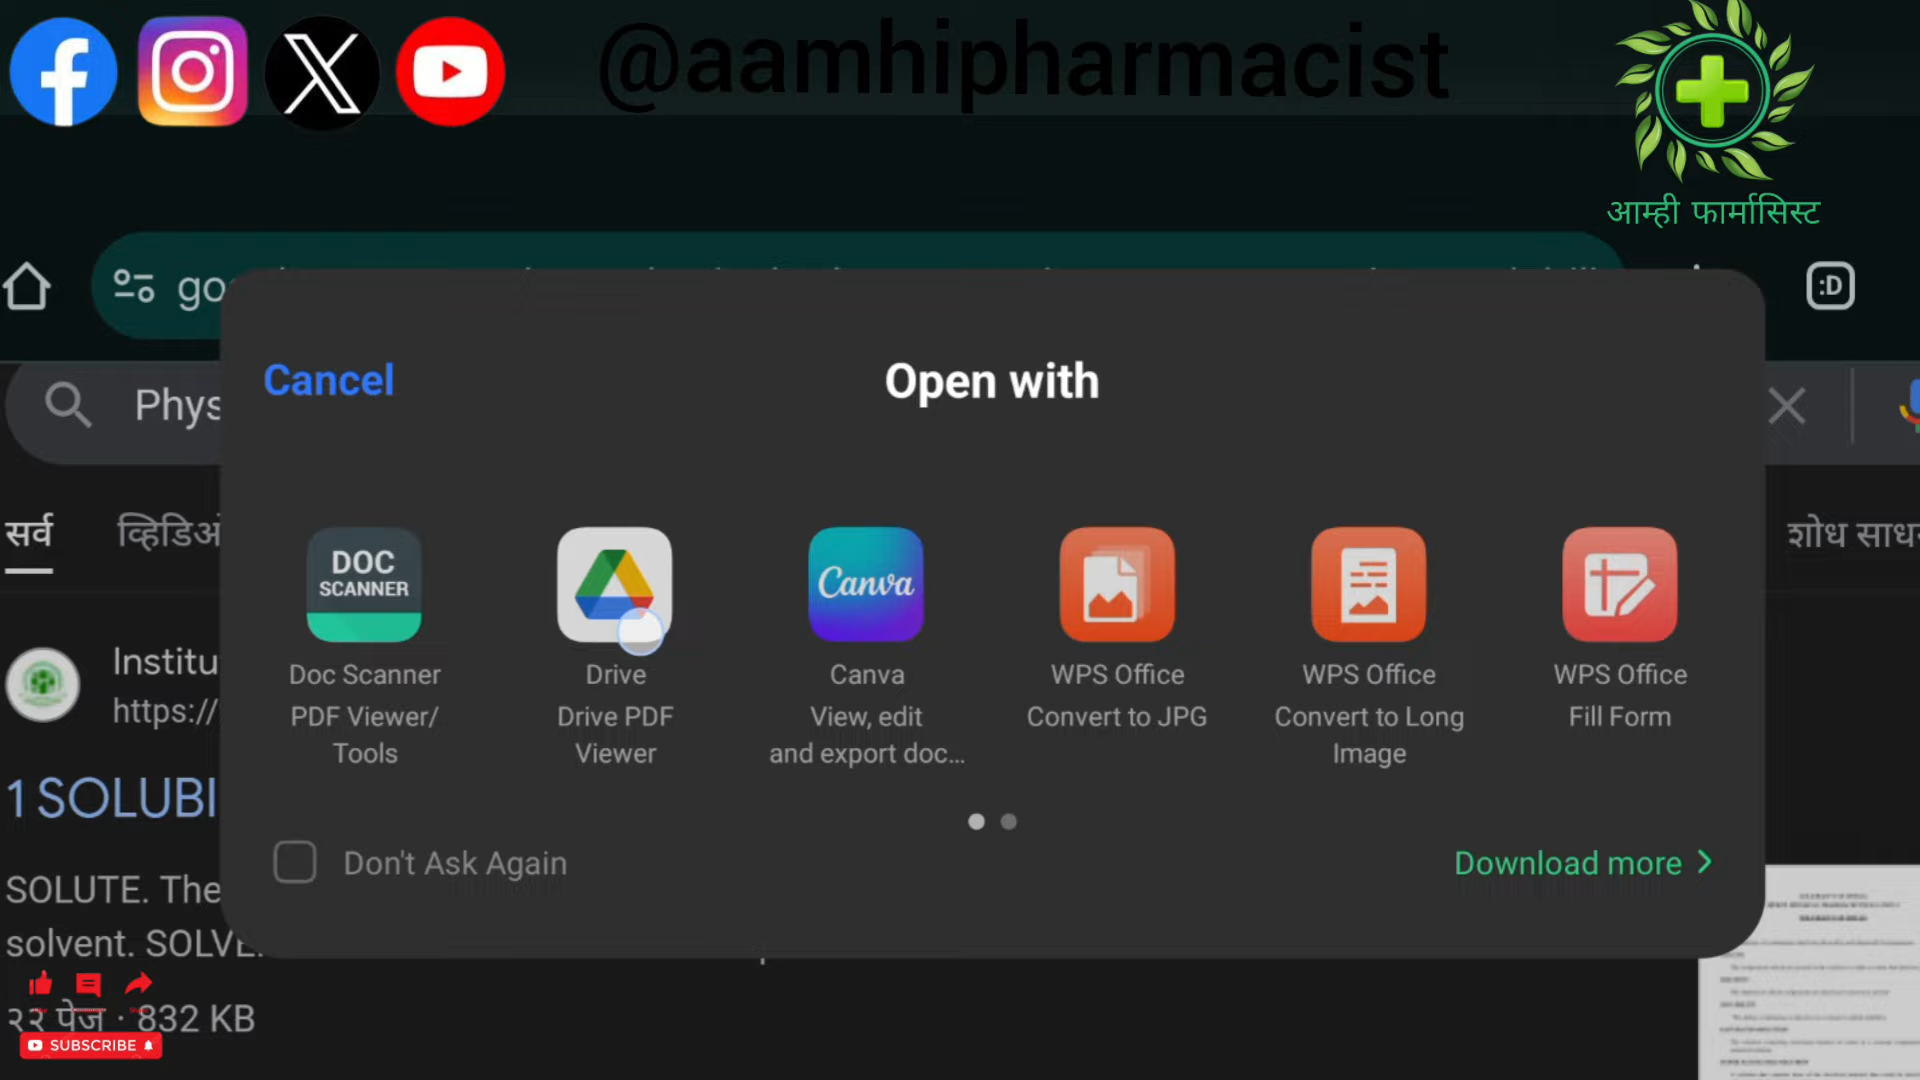 @aamhipharmacist
आम्ही फार्मासिस्ट
go
:D
Cancel
Open with
Phys
सर्व
व्हिडिओ
शोध साधन
DOC
SCANNER
Canva
Doc Scanner
PDF Viewer/
Tools
Drive
Drive PDF
Viewer
Canva
View, edit
and export doc...
WPS Office
Convert to JPG
WPS Office
Convert to Long
Image
WPS Office
Fill Form
Institu
https://
1 SOLUBI
Don't Ask Again
Download more >
SOLUTE. The
solvent. SOLVE.
२२ पेज · 832 KB
SUBSCRIBE